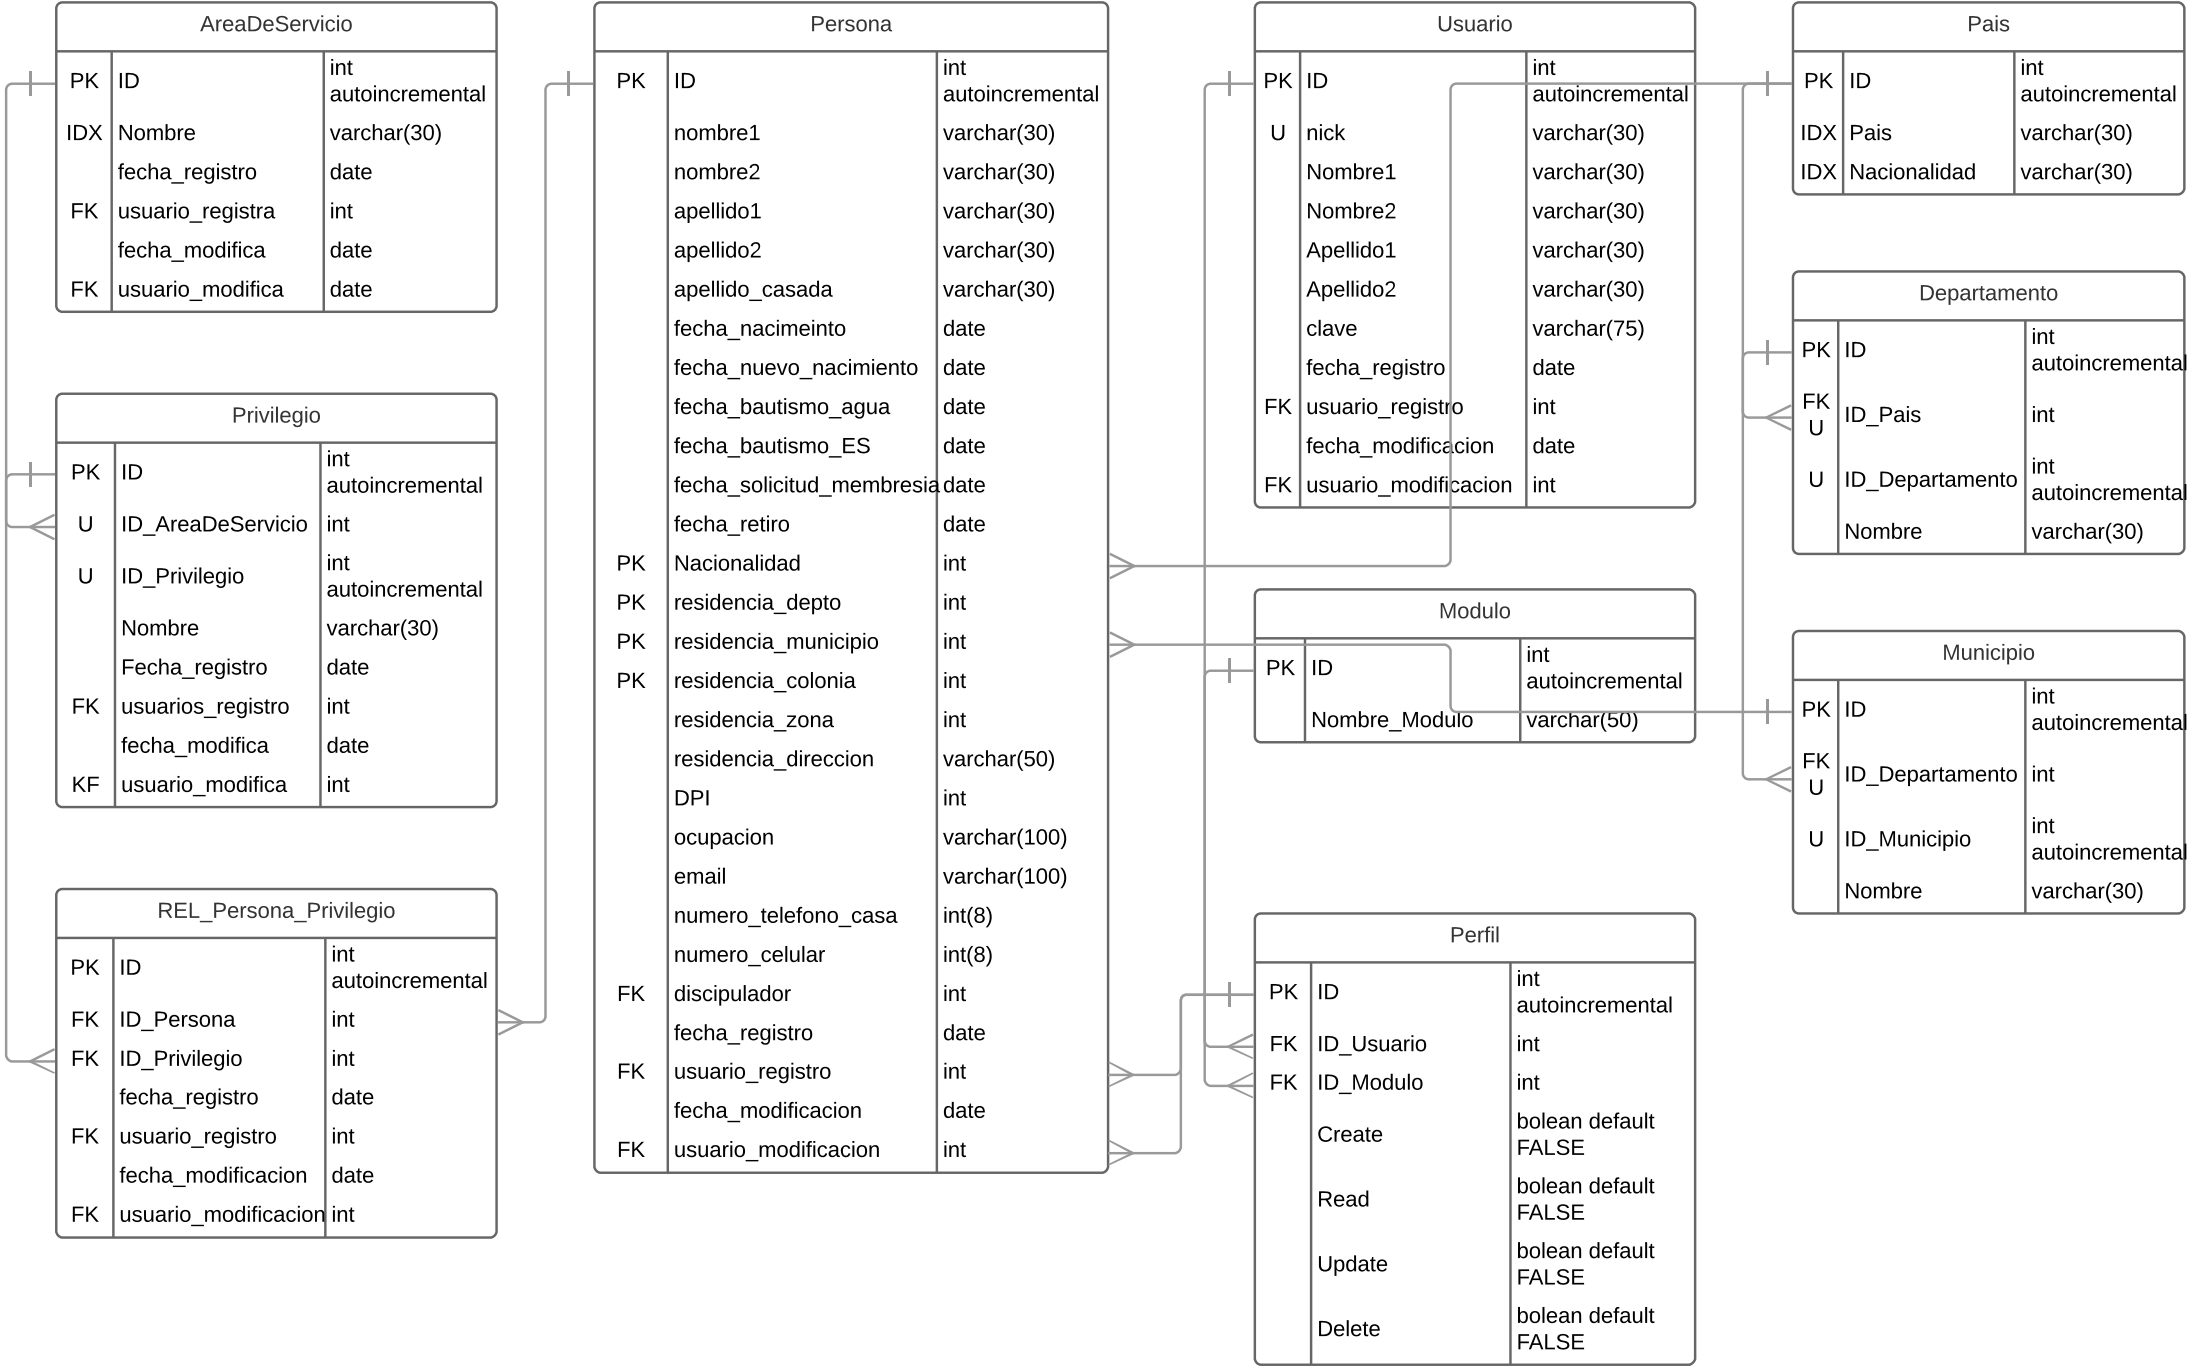 AreaDeServicio
PK ID int
autoincremental
IDX Nombre varchar(30)
fecha_registro date
FK usuario_registra int
fecha_modifica date
FK usuario_modifica date
Privilegio
PK ID int
autoincremental
U ID_AreaDeServicio int
U ID_Privilegio int
autoincremental
Nombre varchar(30)
Fecha_registro date
FK usuarios_registro int
fecha_modifica date
KF usuario_modifica int
REL_Persona_Privilegio
PK ID int
autoincremental
FK ID_Persona int
FK ID_Privilegio int
fecha_registro date
FK usuario_registro int
fecha_modificacion date
FK usuario_modificacion int
Persona
PK ID int
autoincremental
nombre1 varchar(30)
nombre2 varchar(30)
apellido1 varchar(30)
apellido2 varchar(30)
apellido_casada varchar(30)
fecha_nacimeinto date
fecha_nuevo_nacimiento date
fecha_bautismo_agua date
fecha_bautismo_ES date
fecha_solicitud_membresia date
fecha_retiro date
PK Nacionalidad int
PK residencia_depto int
PK residencia_municipio int
PK residencia_colonia int
residencia_zona int
residencia_direccion varchar(50)
DPI int
ocupacion varchar(100)
email varchar(100)
numero_telefono_casa int(8)
numero_celular int(8)
FK discipulador int
fecha_registro date
FK usuario_registro int
fecha_modificacion date
FK usuario_modificacion int
Usuario
PK ID int
autoincremental
U nick varchar(30)
Nombre1 varchar(30)
Nombre2 varchar(30)
Apellido1 varchar(30)
Apellido2 varchar(30)
clave varchar(75)
fecha_registro date
FK usuario_registro int
fecha_modificacion date
FK usuario_modificacion int
Modulo
PK ID int
autoincremental
Nombre_Modulo varchar(50)
Perfil
PK ID int
autoincremental
FK ID_Usuario int
FK ID_Modulo int
Create bolean default
FALSE
Read bolean default
FALSE
Update bolean default
FALSE
Delete bolean default
FALSE
Pais
PK ID int
autoincremental
IDX Pais varchar(30)
IDX Nacionalidad varchar(30)
Departamento
PK ID int
autoincremental
FK
U ID_Pais int
U ID_Departamento int
autoincremental
Nombre varchar(30)
Municipio
PK ID int
autoincremental
FK
U ID_Departamento int
U ID_Municipio int
autoincremental
Nombre varchar(30)